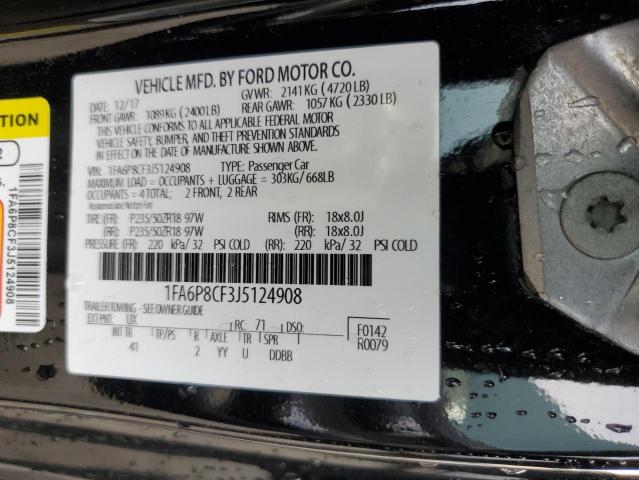 VEHICLE MFD. BY FORD MOTOR CO.
DATE: 12/17 GVWR: 2141 KG ( 4720 LB)
FRONT GAWR: 1089KG ( 2400 LB) REAR GAWR: 1057 KG ( 2330 LB)
THIS VEHICLE CONFORMS TO ALL APPLICABLE FEDERAL MOTOR
VEHICLE SAFETY, BUMPER, AND THEFT PREVENTION STANDARDS
IN EFFECT ON THE DATE OF MANUFACTURE SHOWN ABOVE.
VIN: 1FA6P8CF3J5124908 TYPE: Passenger Car
MAXIMUM LOAD = OCCUPANTS + LUGGAGE = 303KG/ 668LB
OCCUPANTS = 4 TOTAL: 2 FRONT, 2 REAR
TIRE (FR) P235/50ZR18 97W RIMS (FR) 18x8.0J
(RR) P235/50ZR18 97W (RR) 18x8.0J
PRESSURE (FR) 220 kPa/ 32 PSI COLD (RR) 220 kPa/ 32 PSI COLD
1FA6P8CF3J5124908
TRAILER TOWING - SEE OWNER GUIDE
EXT PNT: UX RC: 71 DSO: F0142
INT TR TP/PS R AXLE TR SPR R0079
41 2 YY U DDBB
TION
2
1FA6P8CF3J5124908